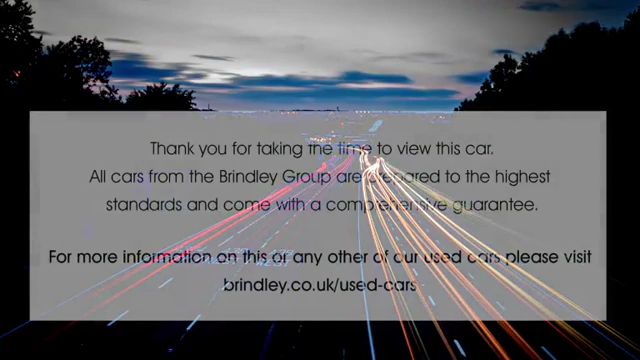 Thank you for taking the time to view this car.
All cars from the Brindley Group are prepared to the highest
standards and come with a comprehensive guarantee.
For more information on this or any other of our used cars please visit
brindley.co.uk/used-cars